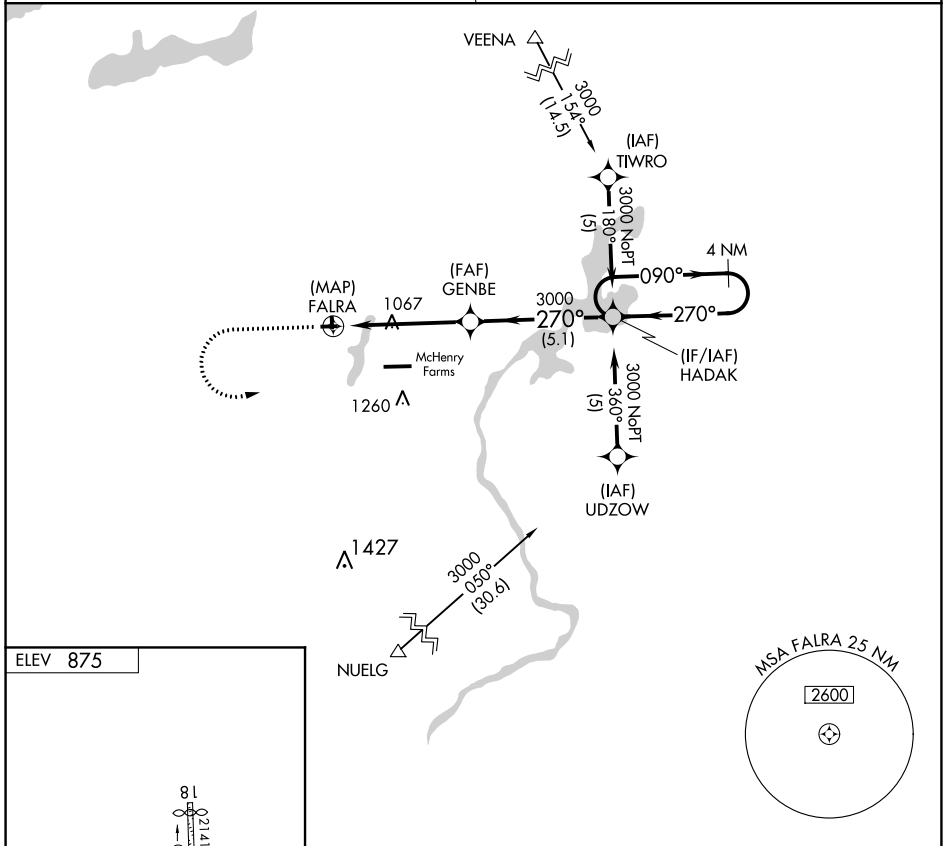 VEENA
3000
154°
(14.5)
(IAF)
TIWRO
3000 NoPT
180°
(5)
4 NM
090°
(FAF)
GENBE
(MAP)
FALRA
1067
3000
270°
(5.1)
270°
(IF/IAF)
HADAK
McHenry
Farms
1260
3000 NoPT
360°
(5)
(IAF)
UDZOW
1427
3000
050°
(30.6)
NUELG
ELEV 875
MSA FALRA 25 NM
2600
18
2141